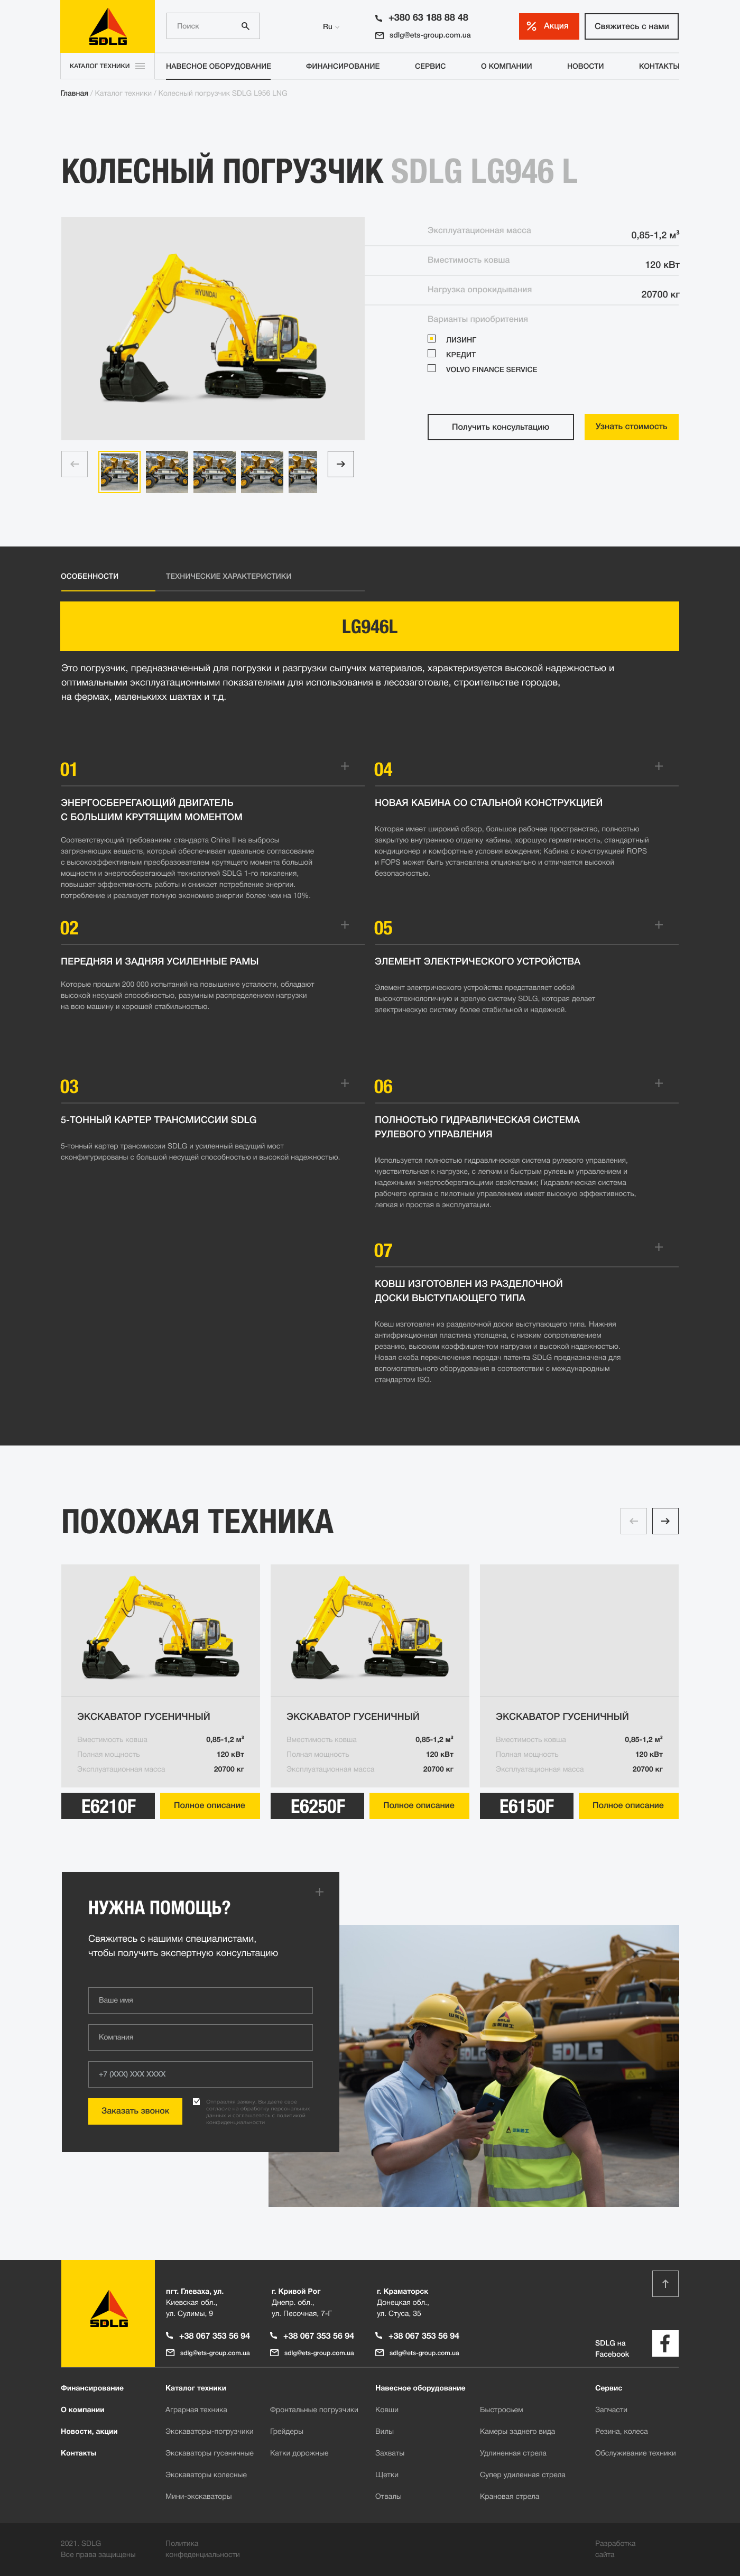 SDLG
Поиск
Ru
+380 63 188 88 48
sdlg@ets-group.com.ua
Акция
Свяжитесь с нами
КАТАЛОГ ТЕХНИКИ
НАВЕСНОЕ ОБОРУДОВАНИЕ
ФИНАНСИРОВАНИЕ
СЕРВИС
О КОМПАНИИ
НОВОСТИ
КОНТАКТЫ
Главная / Каталог техники / Колесный погрузчик SDLG L956 LNG
КОЛЕСНЫЙ ПОГРУЗЧИК SDLG LG946 L
HYUNDAI
Эксплуатационная масса 0,85-1,2 м³
Вместимость ковша 120 кВт
Нагрузка опрокидывания 20700 кг
Варианты приобритения
ЛИЗИНГ
КРЕДИТ
VOLVO FINANCE SERVICE
Получить консультацию
Узнать стоимость
ОСОБЕННОСТИ
ТЕХНИЧЕСКИЕ ХАРАКТЕРИСТИКИ
LG946L
Это погрузчик, предназначенный для погрузки и разгрузки сыпучих материалов, характеризуется высокой надежностью и
оптимальными эксплуатационными показателями для использования в лесозаготовле, строительстве городов,
на фермах, маленькихх шахтах и т.д.
01
ЭНЕРГОСБЕРЕГАЮЩИЙ ДВИГАТЕЛЬ
С БОЛЬШИМ КРУТЯЩИМ МОМЕНТОМ
Соответствующий требованиям стандарта China II на выбросы
загрязняющих веществ, который обеспечивает идеальное согласование
с высокоэффективным преобразователем крутящего момента большой
мощности и энергосберегающей технологией SDLG 1-го поколения,
повышает эффективность работы и снижает потребление энергии.
потребление и реализует полную экономию энергии более чем на 10%.
04
НОВАЯ КАБИНА СО СТАЛЬНОЙ КОНСТРУКЦИЕЙ
Которая имеет широкий обзор, большое рабочее пространство, полностью
закрытую внутреннюю отделку кабины, хорошую герметичность, стандартный
кондиционер и комфортные условия вождения; Кабина с конструкцией ROPS
и FOPS может быть установлена опционально и отличается высокой
безопасностью.
02
ПЕРЕДНЯЯ И ЗАДНЯЯ УСИЛЕННЫЕ РАМЫ
Которые прошли 200 000 испытаний на повышение усталости, обладают
высокой несущей способностью, разумным распределением нагрузки
на всю машину и хорошей стабильностью.
05
ЭЛЕМЕНТ ЭЛЕКТРИЧЕСКОГО УСТРОЙСТВА
Элемент электрического устройства представляет собой
высокотехнологичную и зрелую систему SDLG, которая делает
электрическую систему более стабильной и надежной.
03
5-ТОННЫЙ КАРТЕР ТРАНСМИССИИ SDLG
5-тонный картер трансмиссии SDLG и усиленный ведущий мост
сконфигурированы с большой несущей способностью и высокой надежностью.
06
ПОЛНОСТЬЮ ГИДРАВЛИЧЕСКАЯ СИСТЕМА
РУЛЕВОГО УПРАВЛЕНИЯ
Используется полностью гидравлическая система рулевого управления,
чувствительная к нагрузке, с легким и быстрым рулевым управлением и
надежными энергосберегающими свойствами; Гидравлическая система
рабочего органа с пилотным управлением имеет высокую эффективность,
легкая и простая в эксплуатации.
07
КОВШ ИЗГОТОВЛЕН ИЗ РАЗДЕЛОЧНОЙ
ДОСКИ ВЫСТУПАЮЩЕГО ТИПА
Ковш изготовлен из разделочной доски выступающего типа. Нижняя
антифрикционная пластина утолщена, с низким сопротивлением
резанию, высоким коэффициентом нагрузки и высокой надежностью.
Новая скоба переключения передач патента SDLG предназначена для
вспомогательного оборудования в соответствии с международным
стандартом ISO.
ПОХОЖАЯ ТЕХНИКА
ЭКСКАВАТОР ГУСЕНИЧНЫЙ
Вместимость ковша 0,85-1,2 м³
Полная мощность 120 кВт
Эксплуатационная масса 20700 кг
E6210F
Полное описание
ЭКСКАВАТОР ГУСЕНИЧНЫЙ
Вместимость ковша 0,85-1,2 м³
Полная мощность 120 кВт
Эксплуатационная масса 20700 кг
E6250F
Полное описание
ЭКСКАВАТОР ГУСЕНИЧНЫЙ
Вместимость ковша 0,85-1,2 м³
Полная мощность 120 кВт
Эксплуатационная масса 20700 кг
E6150F
Полное описание
НУЖНА ПОМОЩЬ?
Свяжитесь с нашими специалистами,
чтобы получить экспертную консультацию
Ваше имя
Компания
+7 (XXX) XXX XXXX
Заказать звонок
Отправляя заявку, Вы даете свое
согласие на обработку персональных
данных и соглашаетесь с политикой
конфиденциальности
SDLG
SDLG
SDLG
пгт. Глеваха, ул.
Киевская обл.,
ул. Сулимы, 9
+38 067 353 56 94
sdlg@ets-group.com.ua
г. Кривой Рог
Днепр. обл.,
ул. Песочная, 7-Г
+38 067 353 56 94
sdlg@ets-group.com.ua
г. Краматорск
Донецкая обл.,
ул. Стуса, 35
+38 067 353 56 94
sdlg@ets-group.com.ua
SDLG на
Facebook
Финансирование
О компании
Новости, акции
Контакты
Каталог техники
Аграрная техника
Экскаваторы-погрузчики
Экскаваторы гусеничные
Экскаваторы колесные
Мини-экскаваторы
Фронтальные погрузчики
Грейдеры
Катки дорожные
Навесное оборудование
Ковши
Вилы
Захваты
Щетки
Отвалы
Быстросьем
Камеры заднего вида
Удлиненная стрела
Супер удиленная стрела
Крановая стрела
Сервис
Запчасти
Резина, колеса
Обслуживание техники
2021. SDLG
Все права защищены
Политика
конфеденциальности
Разработка
сайта